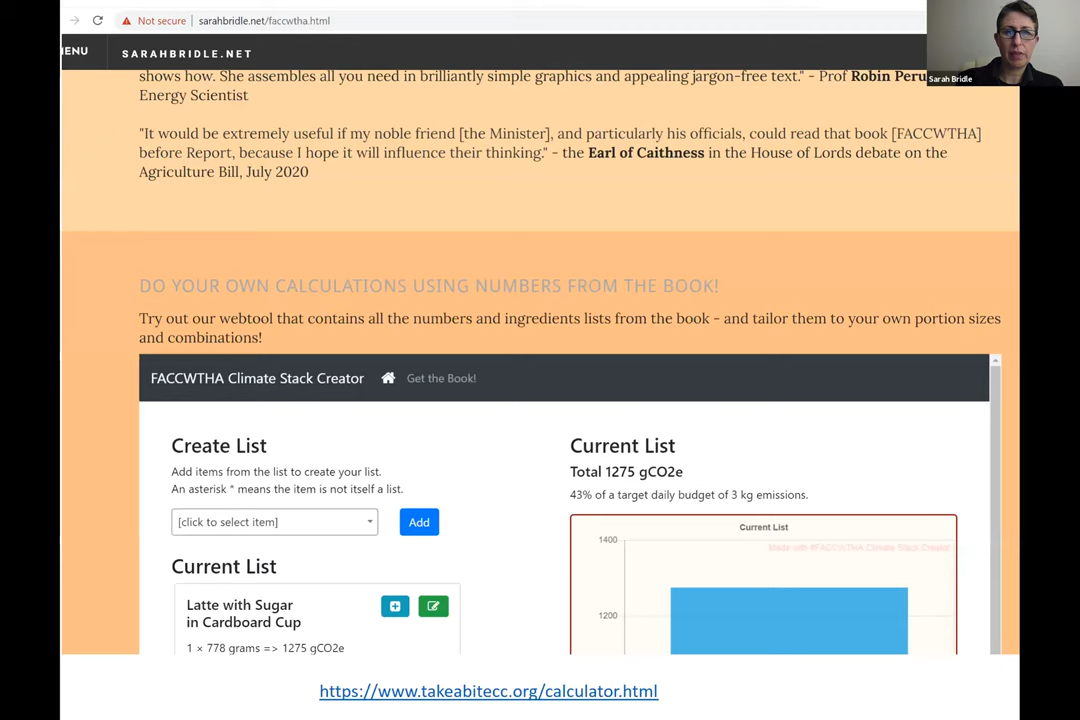 Not secure | sarahbridle.net/faccwtha.html
ENU
SARAHBRIDLE.NET
Sarah Bridle
shows how. She assembles all you need in brilliantly simple graphics and appealing jargon-free text." - Prof Robin
Energy Scientist
"It would be extremely useful if my noble friend [the Minister], and particularly his officials, could read that book [FACCWTHA]
before Report, because I hope it will influence their thinking." - the Earl of Caithness in the House of Lords debate on the
Agriculture Bill, July 2020
DO YOUR OWN CALCULATIONS USING NUMBERS FROM THE BOOK!
Try out our webtool that contains all the numbers and ingredients lists from the book - and tailor them to your own portion sizes
and combinations!
FACCWTHA Climate Stack Creator
Get the Book!
Create List
Add items from the list to create your list.
An asterisk * means the item is not itself a list.
[click to select item]
Add
Current List
Latte with Sugar
in Cardboard Cup
1 × 778 grams => 1275 gCO2e
Current List
Total 1275 gCO2e
43% of a target daily budget of 3 kg emissions.
Current List
Made with #FACCWTHA Climate Stack Creator
1400
1200
https://www.takeabitecc.org/calculator.html